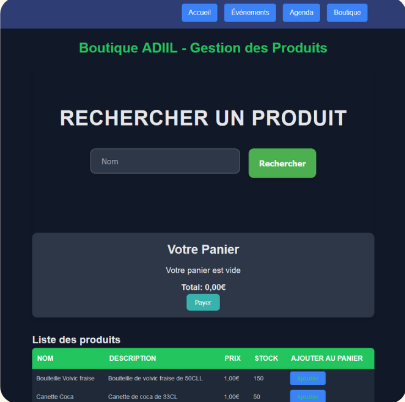 Accueil Événements Agenda Boutique
Boutique ADIIL - Gestion des Produits
RECHERCHER UN PRODUIT
Nom Rechercher
Votre Panier
Votre panier est vide
Total: 0,00€
Payer
Liste des produits
NOM DESCRIPTION PRIX STOCK AJOUTER AU PANIER
Bouteille Volvic fraise Bouteille de volvic fraise de 50CLL 1,00€ 150 Ajouter
Canette Coca Canette de coca de 33CL 1,00€ 50 Ajouter